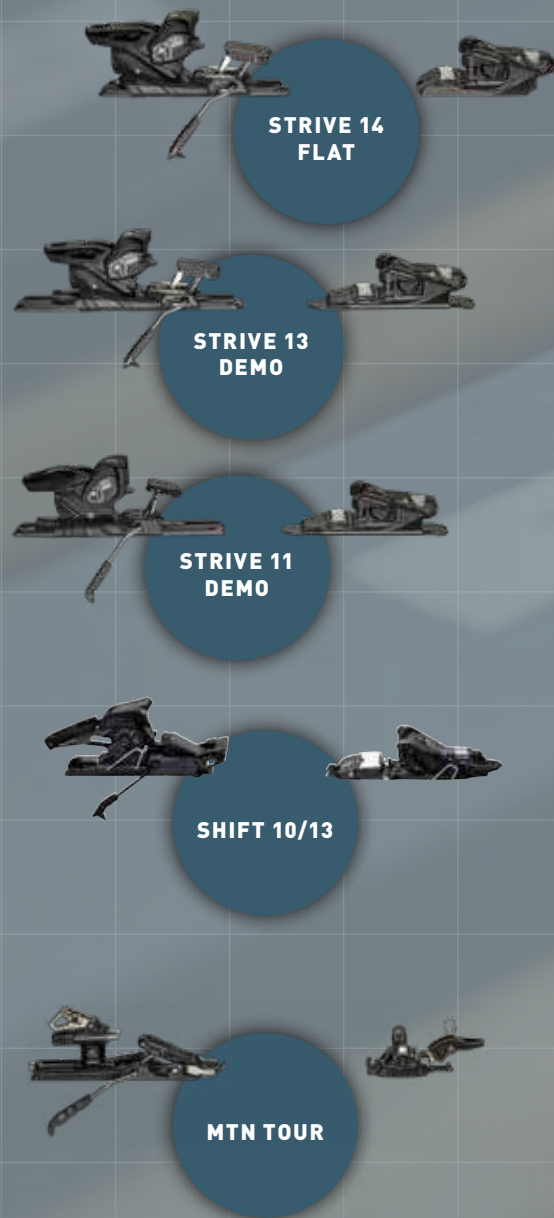 STRIVE 14
FLAT
STRIVE 13
DEMO
STRIVE 11
DEMO
SHIFT 10/13
MTN TOUR